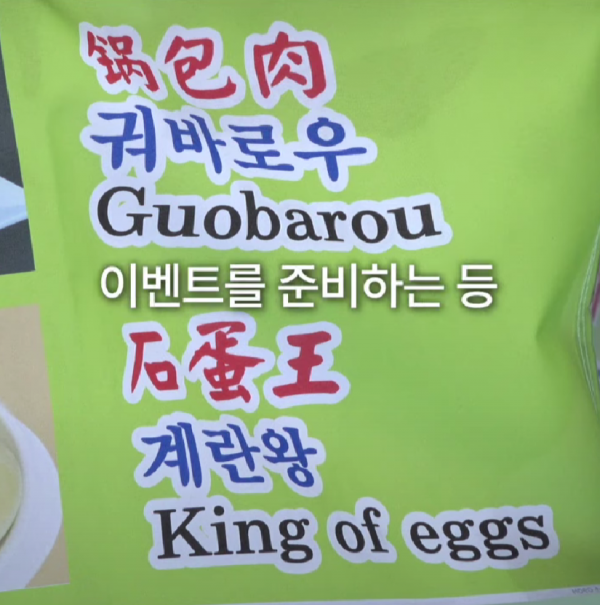 锅包肉
궈바로우
Guobarou
이벤트를 준비하는 등
石蛋王
계란왕
King of eggs